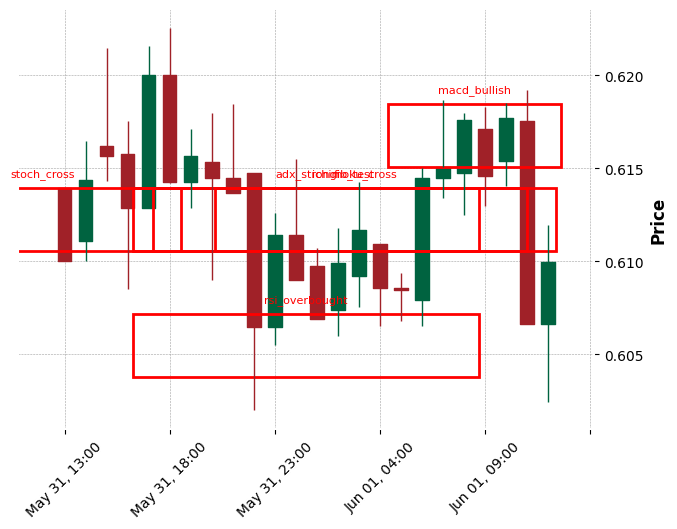 macd_bullish
0.620
stoch_cross
0.615
Price
0.610
0.605
May 31, 13:00
May 31, 18:00
May 31, 23:00
Jun 01, 04:00
Jun 01, 09:00